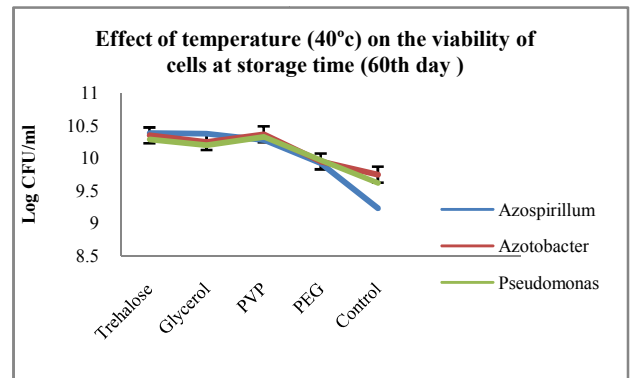 Effect of temperature (40°c) on the viability of
cells at storage time (60th day )
Log CFU/ml
11
10.5
10
9.5
9
8.5
Trehalose
Glycerol
PVP
PEG
Control
Azospirillum
Azotobacter
Pseudomonas